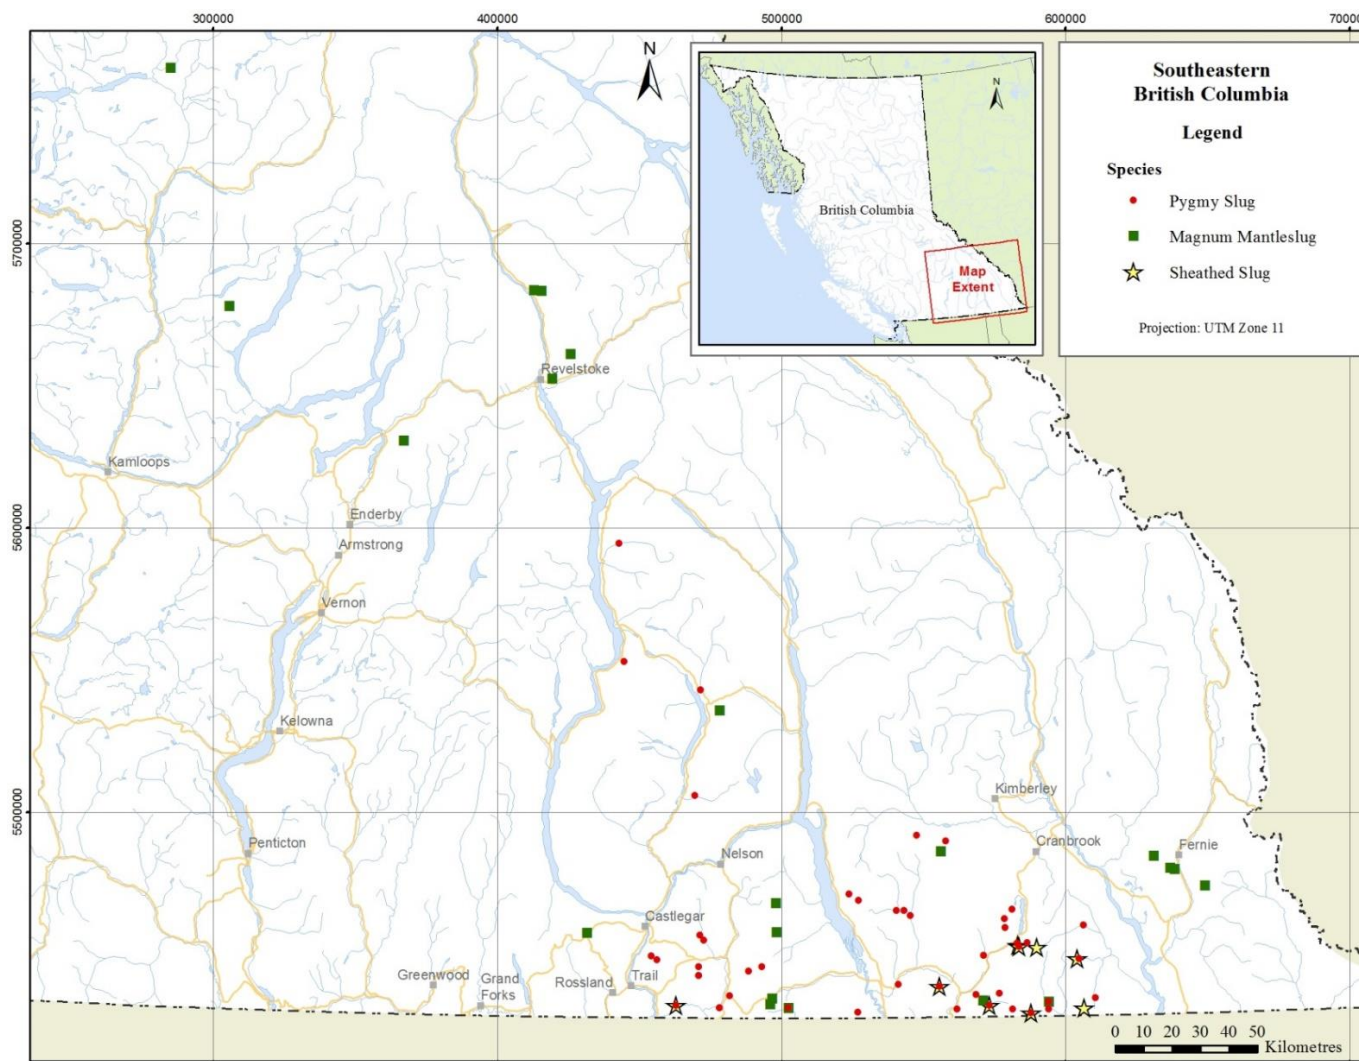 300000
400000
500000
600000
70000
N
5700000
5600000
5500000
N
British Columbia
Map
Extent
Southeastern
British Columbia
Legend
Species
Pygmy Slug
Magnum Mantleslug
Sheathed Slug
Projection: UTM Zone 11
Revelstoke
Kamloops
Enderby
Armstrong
Vernon
Kelowna
Kimberley
Penticton
Nelson
Cranbrook
Fernie
Castlegar
Greenwood
Grand
Forks
Rossland
Trail
0 10 20 30 40 50
Kilometres